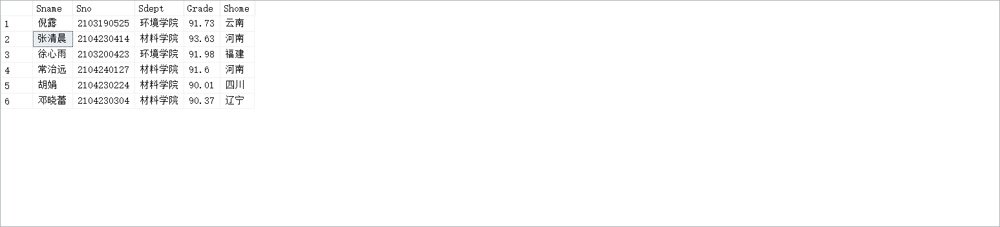 Sname Sno Sdept Grade Shome
1 倪露 2103190525 环境学院 91.73 云南
2 张清晨 2104230414 材料学院 93.63 河南
3 徐心雨 2103200423 环境学院 91.98 福建
4 常治远 2104240127 材料学院 91.6 河南
5 胡娟 2104230224 材料学院 90.01 四川
6 邓晓蕾 2104230304 材料学院 90.37 辽宁